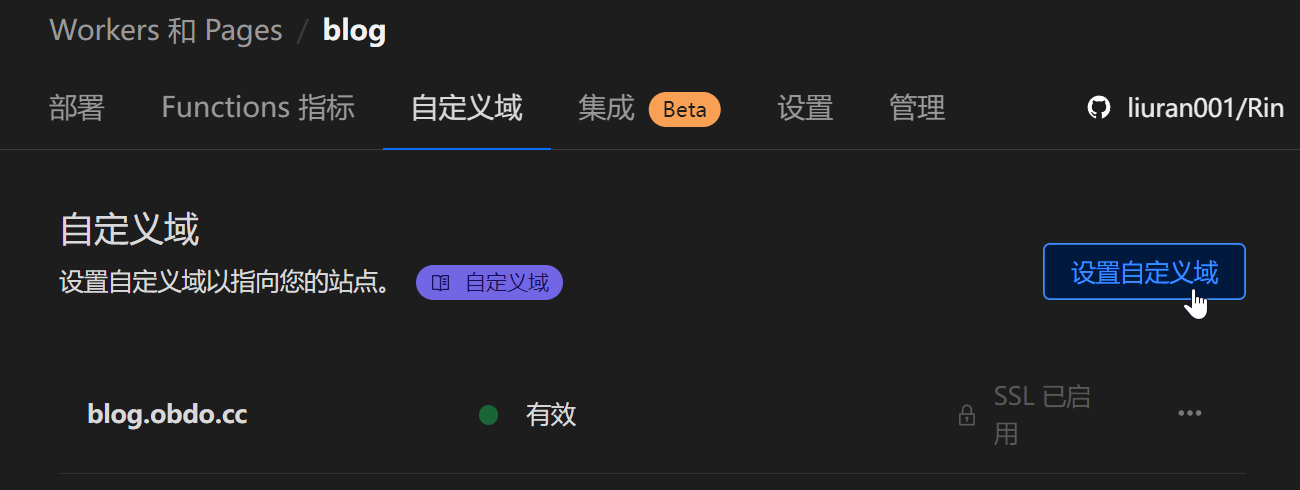 Workers 和 Pages / blog
部署 Functions 指标 自定义域 集成 Beta 设置 管理 liuran001/Rin
自定义域
设置自定义域以指向您的站点。 自定义域
设置自定义域
blog.obdo.cc 有效 SSL 已启
用